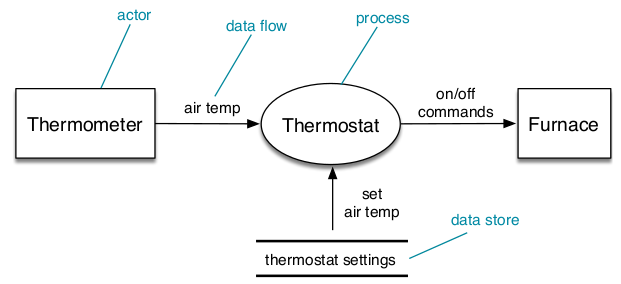 actor
data flow
process
Thermometer
air temp
Thermostat
on/off
commands
Furnace
set
air temp
data store
thermostat settings